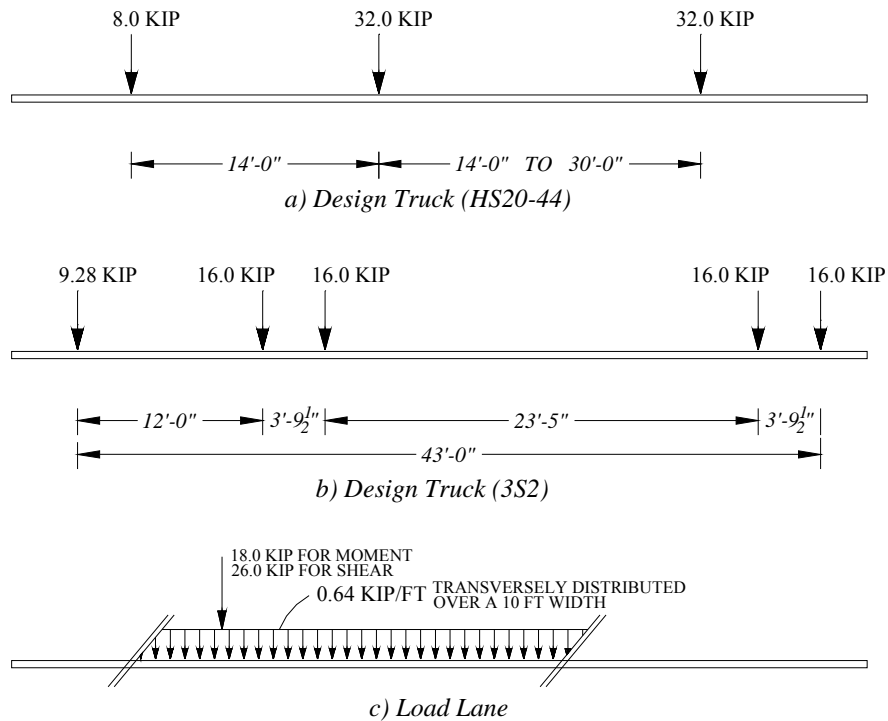 8.0 KIP 32.0 KIP 32.0 KIP
14'-0" 14'-0" TO 30'-0"
a) Design Truck (HS20-44)
9.28 KIP 16.0 KIP 16.0 KIP 16.0 KIP 16.0 KIP
12'-0" 3'-9½" 23'-5" 3'-9½"
43'-0"
b) Design Truck (3S2)
18.0 KIP FOR MOMENT
26.0 KIP FOR SHEAR
0.64 KIP/FT TRANSVERSELY DISTRIBUTED
OVER A 10 FT WIDTH
c) Load Lane